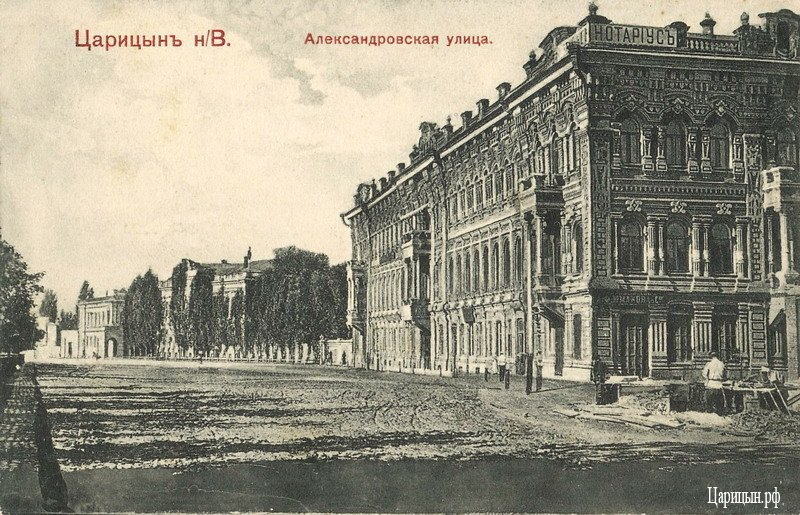 Царицынъ н/В.
Александровская улица.
НОТАРІУСЪ
Царицын.рф